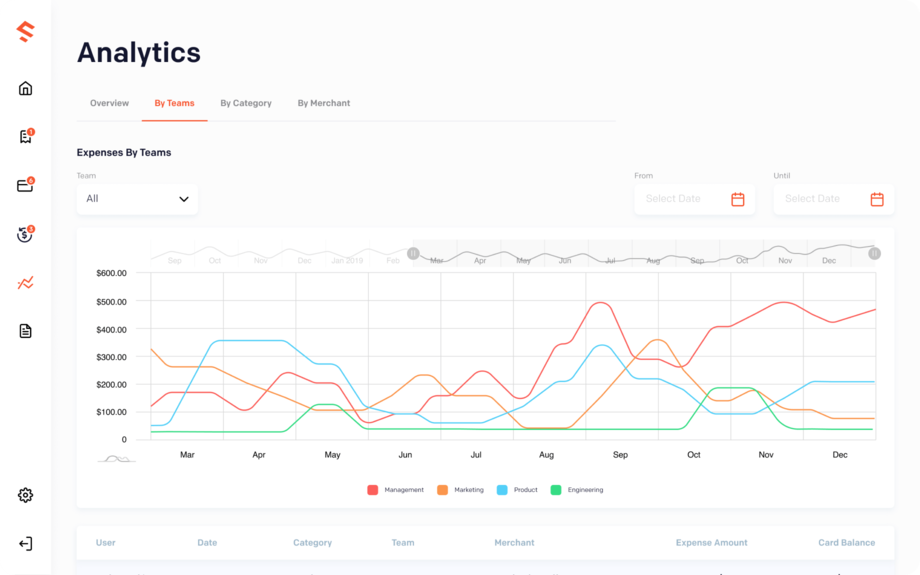 Analytics
Overview By Teams By Category By Merchant
1
6
3
Expenses By Teams
Team From Until
All Select Date Select Date
Sep Oct Nov Dec Jan 2019 Feb Mar Apr May Jun Jul Aug Sep Oct Nov Dec
$600.00
$500.00
$400.00
$300.00
$200.00
$100.00
0
Mar Apr May Jun Jul Aug Sep Oct Nov Dec
Management Marketing Product Engineering
User Date Category Team Merchant Expense Amount Card Balance